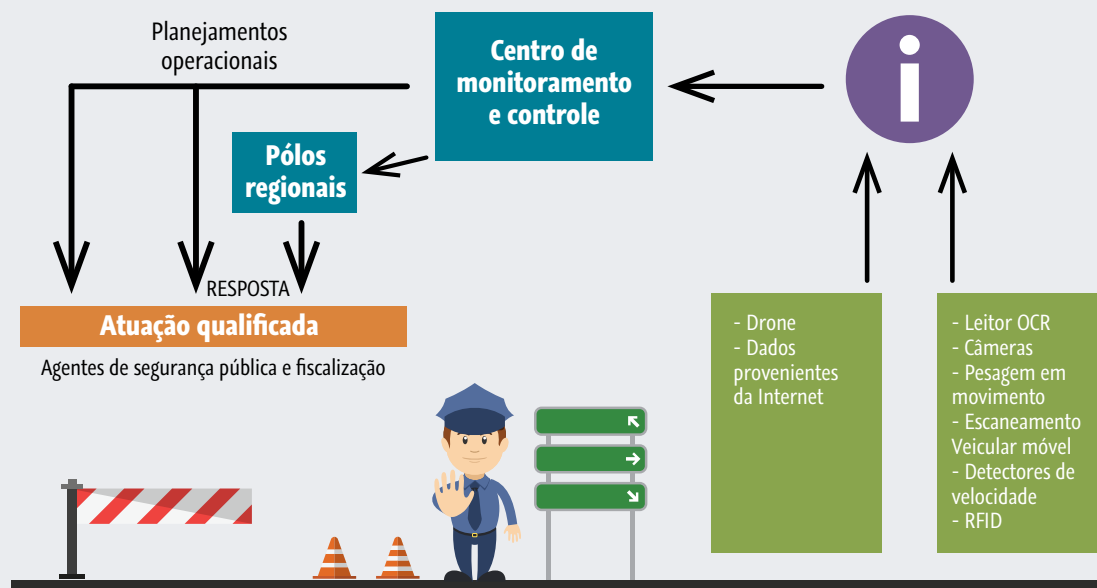 Planejamentos
operacionais
Centro de
monitoramento
e controle
i
Pólos
regionais
RESPOSTA
Atuação qualificada
Agentes de segurança pública e fiscalização
- Drone
- Dados
provenientes
da Internet
- Leitor OCR
- Câmeras
- Pesagem em
movimento
- Escaneamento
Veicular móvel
- Detectores de
velocidade
- RFID